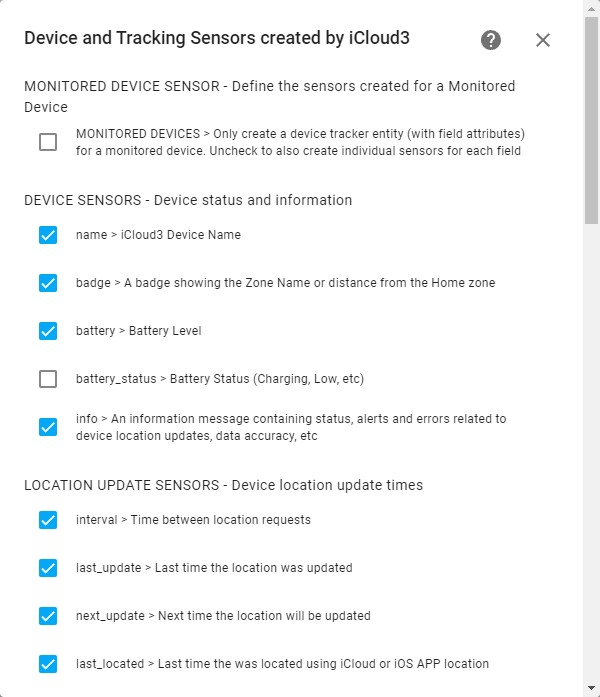 Device and Tracking Sensors created by iCloud3
MONITORED DEVICE SENSOR - Define the sensors created for a Monitored
Device
MONITORED DEVICES > Only create a device tracker entity (with field attributes)
for a monitored device. Uncheck to also create individual sensors for each field
DEVICE SENSORS - Device status and information
name > iCloud3 Device Name
badge > A badge showing the Zone Name or distance from the Home zone
battery > Battery Level
battery_status > Battery Status (Charging, Low, etc)
info > An information message containing status, alerts and errors related to
device location updates, data accuracy, etc
LOCATION UPDATE SENSORS - Device location update times
interval > Time between location requests
last_update > Last time the location was updated
next_update > Next time the location will be updated
last_located > Last time the was located using iCloud or iOS APP location